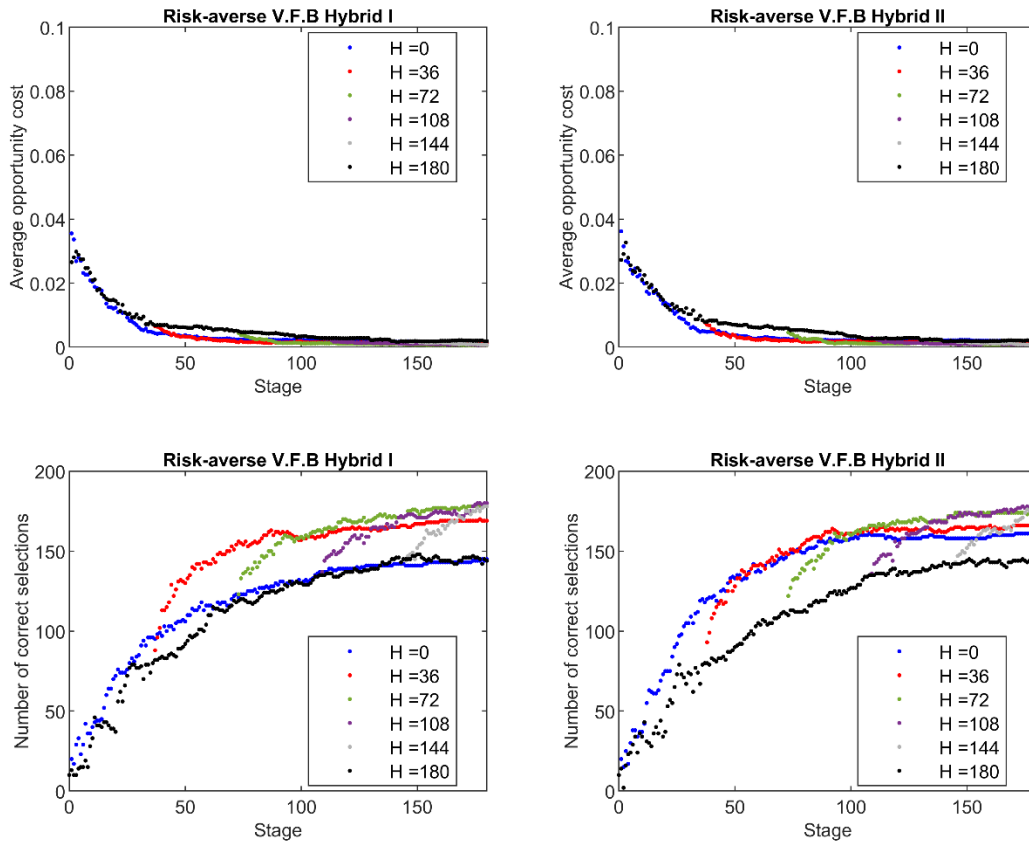 Risk-averse V.F.B Hybrid I
0.1
0.08
0.06
0.04
0.02
0
0
50
100
150
Average opportunity cost
Stage
H =0
H =36
H =72
H =108
H =144
H =180
Risk-averse V.F.B Hybrid II
0.1
0.08
0.06
0.04
0.02
0
0
50
100
150
Average opportunity cost
Stage
H =0
H =36
H =72
H =108
H =144
H =180
Risk-averse V.F.B Hybrid I
200
150
100
50
0
0
50
100
150
Number of correct selections
Stage
H =0
H =36
H =72
H =108
H =144
H =180
Risk-averse V.F.B Hybrid II
200
150
100
50
0
0
50
100
150
Number of correct selections
Stage
H =0
H =36
H =72
H =108
H =144
H =180